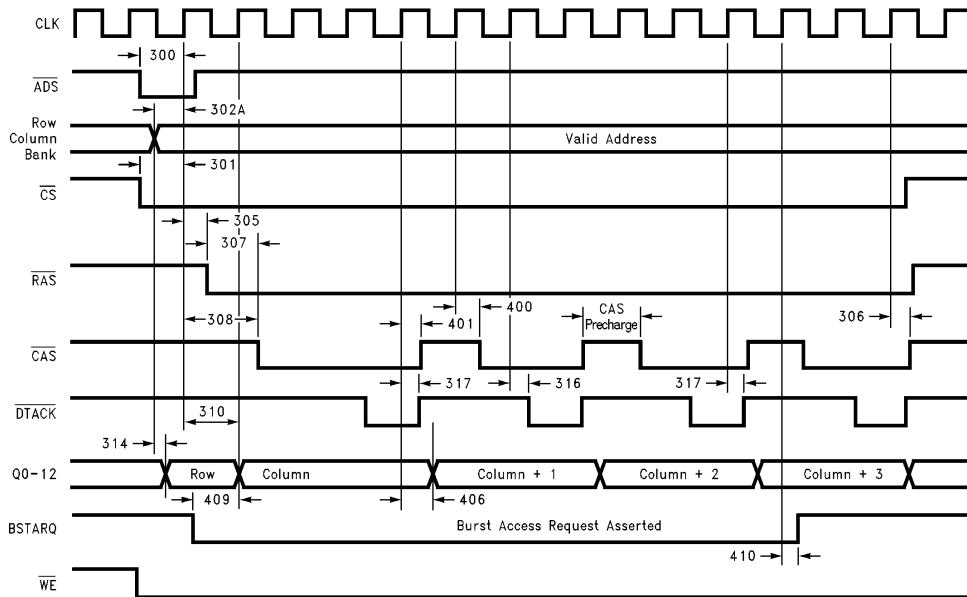 CLK
300
ADS
302A
Row
Column
Bank
Valid Address
301
CS
305
307
RAS
308
401
400
CAS
Precharge
306
CAS
317
316
317
DTACK
310
314
Q0-12
Row
Column
Column + 1
Column + 2
Column + 3
409
406
BSTARQ
Burst Access Request Asserted
410
WE